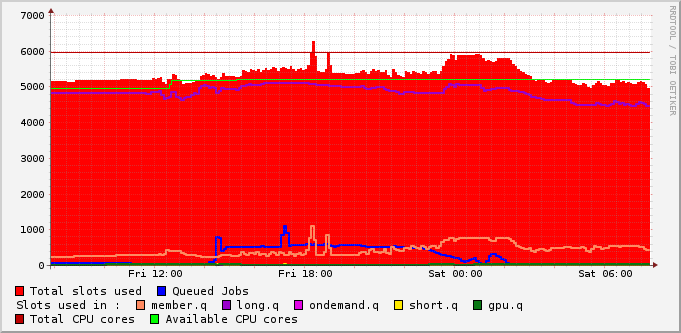 7000
6000
5000
4000
3000
2000
1000
0
Fri 12:00 Fri 18:00 Sat 00:00 Sat 06:00
Total slots used Queued Jobs
Slots used in : member.q long.q ondemand.q short.q gpu.q
Total CPU cores Available CPU cores
RRDTOOL / TOBI OETIKER